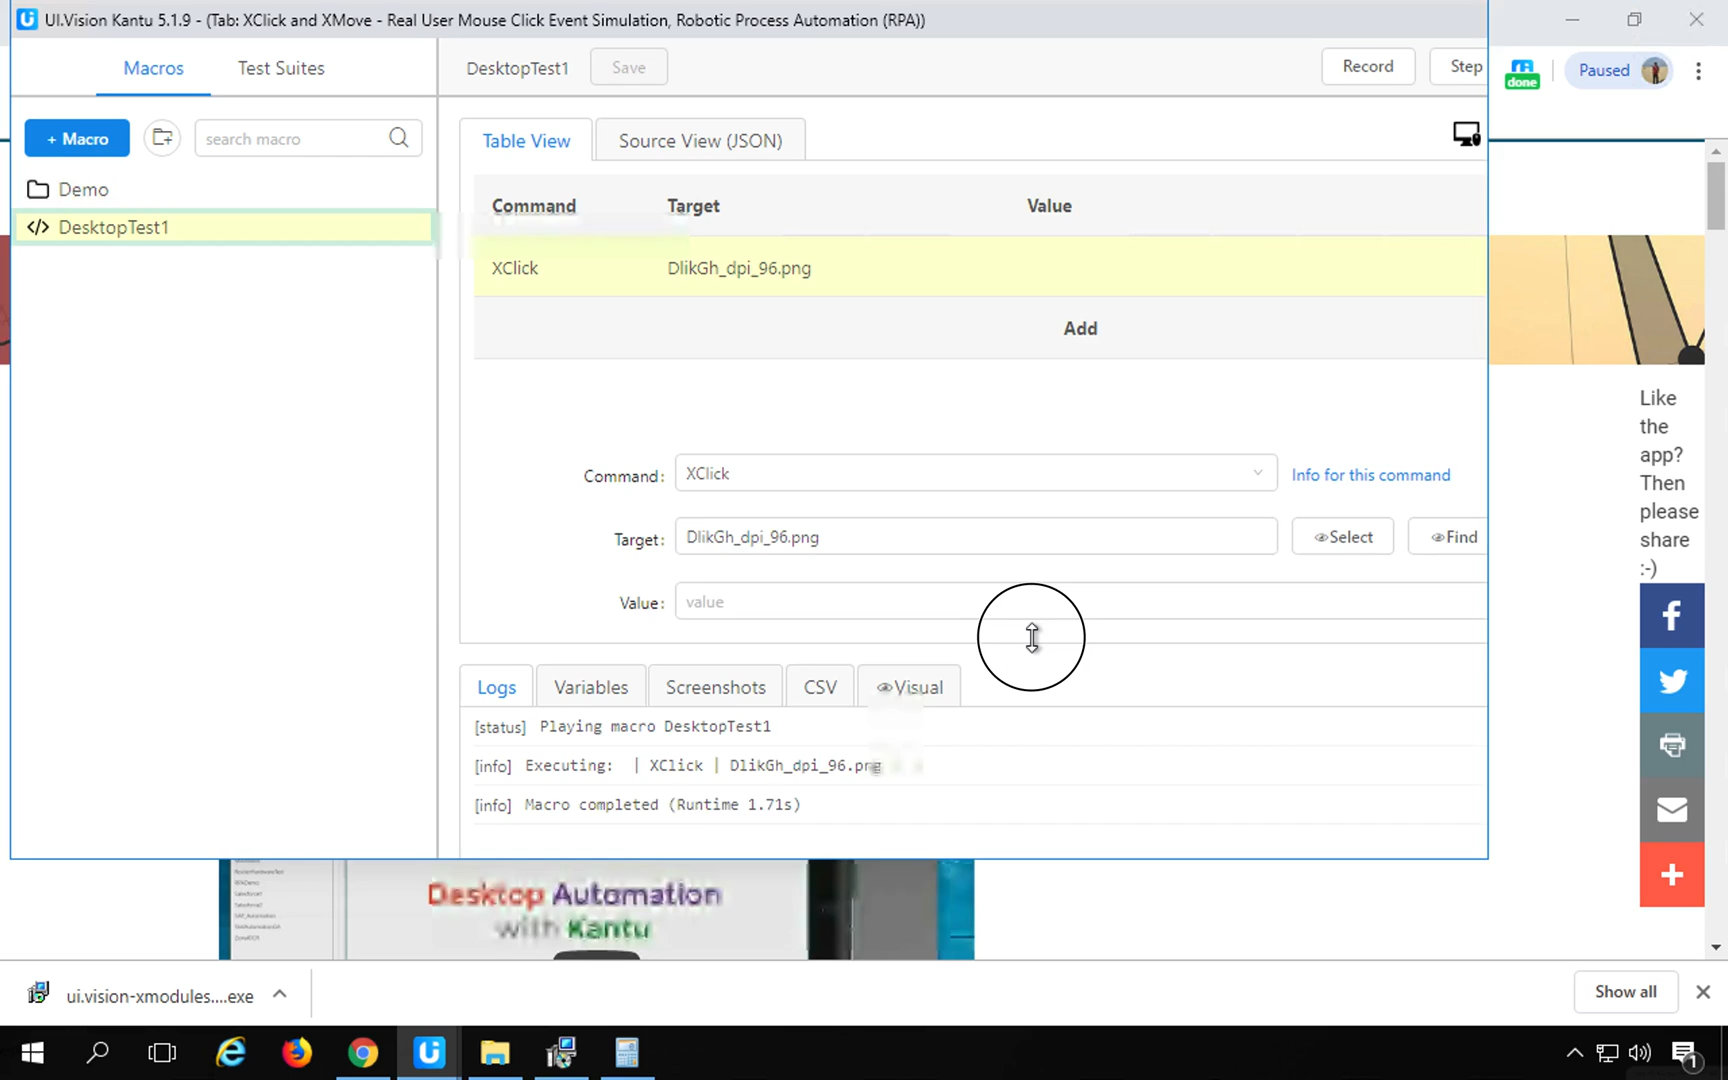 UI.Vision Kantu 5.1.9 - (Tab: XClick and XMove - Real User Mouse Click Event Simulation, Robotic Process Automation (RPA))
Macros
Test Suites
DesktopTest1
Save
Record
Step
done
Paused
+ Macro
search macro
Table View
Source View (JSON)
Demo
DesktopTest1
Command
Target
Value
XClick
DlikGh_dpi_96.png
Add
Command:
XClick
Info for this command
Target:
DlikGh_dpi_96.png
Select
Find
Value:
value
Like
the
app?
Then
please
share
:-)
Logs
Variables
Screenshots
CSV
Visual
[status] Playing macro DesktopTest1
[info] Executing: | XClick | DlikGh_dpi_96.png
[info] Macro completed (Runtime 1.71s)
Desktop Automation
with Kantu
ui.vision-xmodules....exe
Show all
1